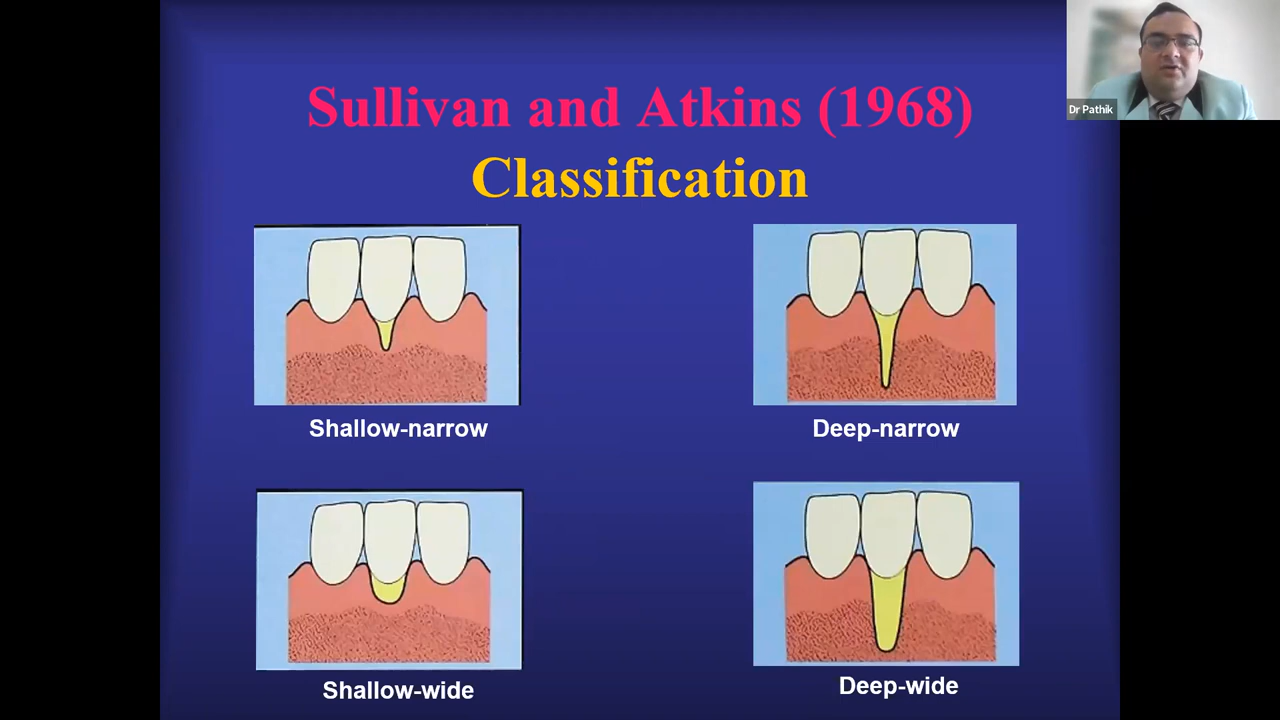 Sullivan and Atkins (1968)
Classification
Dr Pathik
Shallow-narrow
Deep-narrow
Shallow-wide
Deep-wide